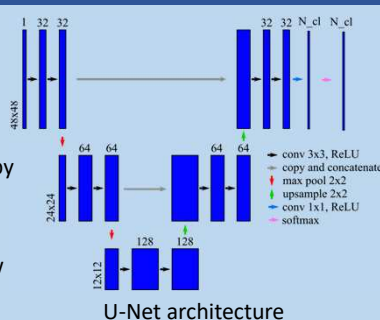 1 32 32
32 32 N_cl N_cl
48x48
64 64
64 64
24x24
128 128
12x12
conv 3x3, ReLU
copy and concatenate
max pool 2x2
upsample 2x2
conv 1x1, ReLU
softmax
U-Net architecture